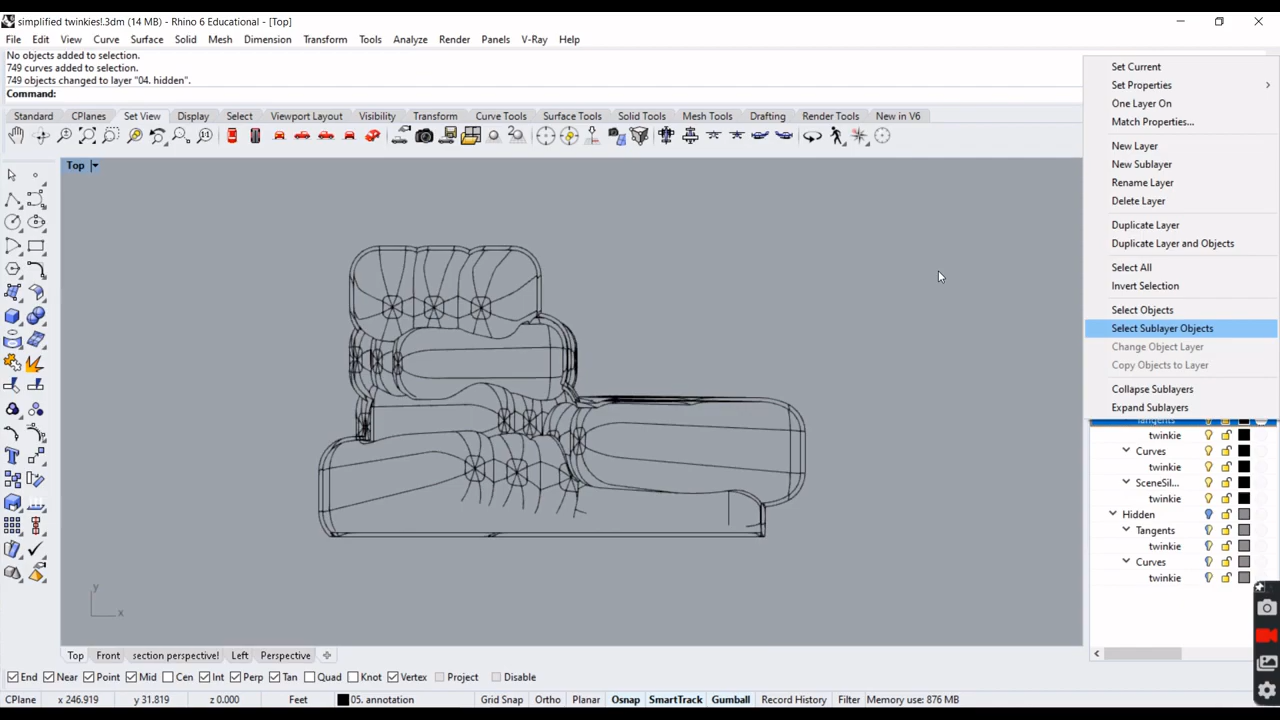 simplified twinkies!.3dm (14 MB) - Rhino 6 Educational - [Top]
File Edit View Curve Surface Solid Mesh Dimension Transform Tools Analyze Render Panels V-Ray Help
No objects added to selection.
749 curves added to selection.
749 objects changed to layer "04. hidden".
Command:
Standard CPlanes Set View Display Select Viewport Layout Visibility Transform Curve Tools Surface Tools Solid Tools Mesh Tools Drafting Render Tools New in V6
Top
Set Current
Set Properties
One Layer On
Match Properties...
New Layer
New Sublayer
Rename Layer
Delete Layer
Duplicate Layer
Duplicate Layer and Objects
Select All
Invert Selection
Select Objects
Select Sublayer Objects
Change Object Layer
Copy Objects to Layer
Collapse Sublayers
Expand Sublayers
Tangents
twinkie
Curves
twinkie
SceneSil...
twinkie
Hidden
Tangents
twinkie
Curves
twinkie
y
x
Top Front section perspective! Left Perspective
End Near Point Mid Cen Int Perp Tan Quad Knot Vertex Project Disable
CPlane x 246.919 y 31.819 z 0.000 Feet 05. annotation Grid Snap Ortho Planar Osnap SmartTrack Gumball Record History Filter Memory use: 876 MB